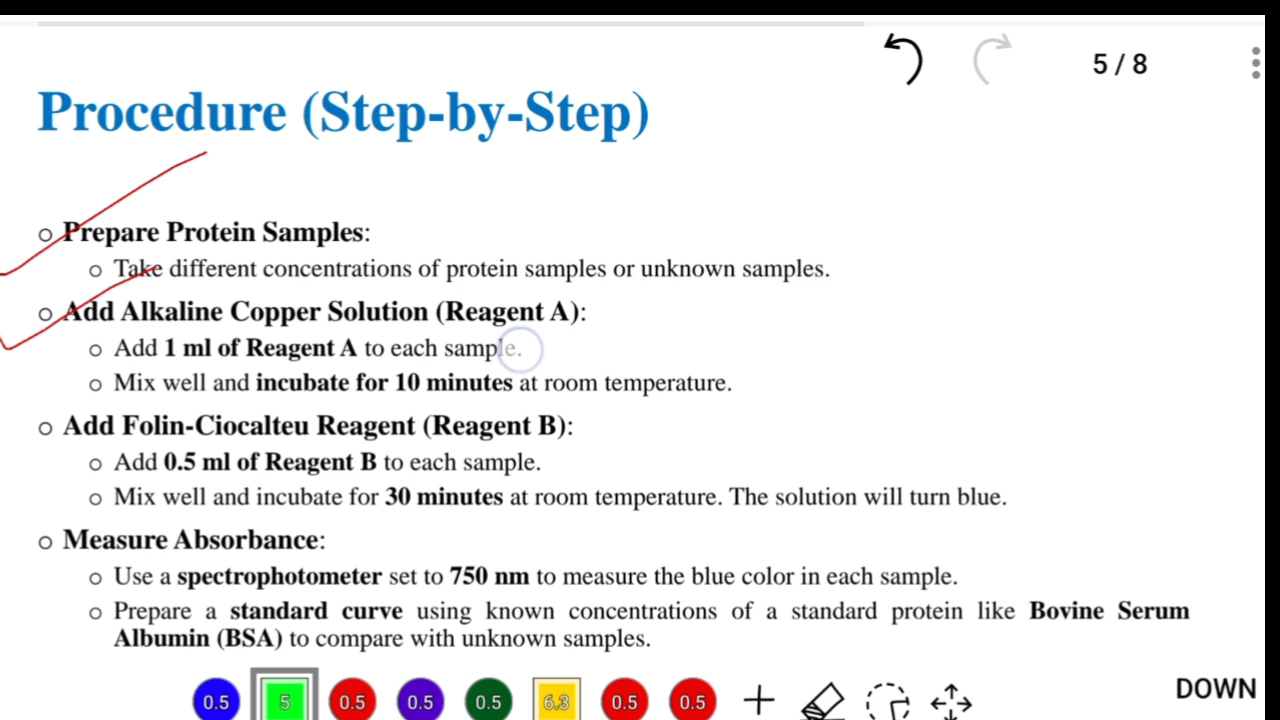 5 / 8
Procedure (Step-by-Step)
o Prepare Protein Samples:
o Take different concentrations of protein samples or unknown samples.
o Add Alkaline Copper Solution (Reagent A):
o Add 1 ml of Reagent A to each sample.
o Mix well and incubate for 10 minutes at room temperature.
o Add Folin-Ciocalteu Reagent (Reagent B):
o Add 0.5 ml of Reagent B to each sample.
o Mix well and incubate for 30 minutes at room temperature. The solution will turn blue.
o Measure Absorbance:
o Use a spectrophotometer set to 750 nm to measure the blue color in each sample.
o Prepare a standard curve using known concentrations of a standard protein like Bovine Serum
Albumin (BSA) to compare with unknown samples.
0.5 5 0.5 0.5 0.5 6.3 0.5 0.5 DOWN